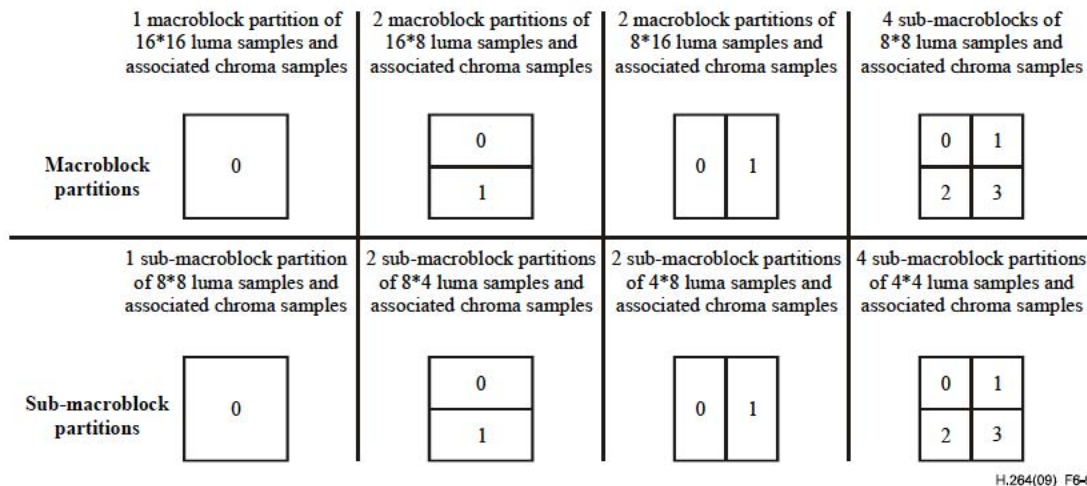 1 macroblock partition of
16*16 luma samples and
associated chroma samples
2 macroblock partitions of
16*8 luma samples and
associated chroma samples
2 macroblock partitions of
8*16 luma samples and
associated chroma samples
4 sub-macroblocks of
8*8 luma samples and
associated chroma samples
Macroblock
partitions
0
0
1
0 1
0 1
2 3
1 sub-macroblock partition
of 8*8 luma samples and
associated chroma samples
2 sub-macroblock partitions
of 8*4 luma samples and
associated chroma samples
2 sub-macroblock partitions
of 4*8 luma samples and
associated chroma samples
4 sub-macroblock partitions
of 4*4 luma samples and
associated chroma samples
Sub-macroblock
partitions
0
0
1
0 1
0 1
2 3
H.264(09)